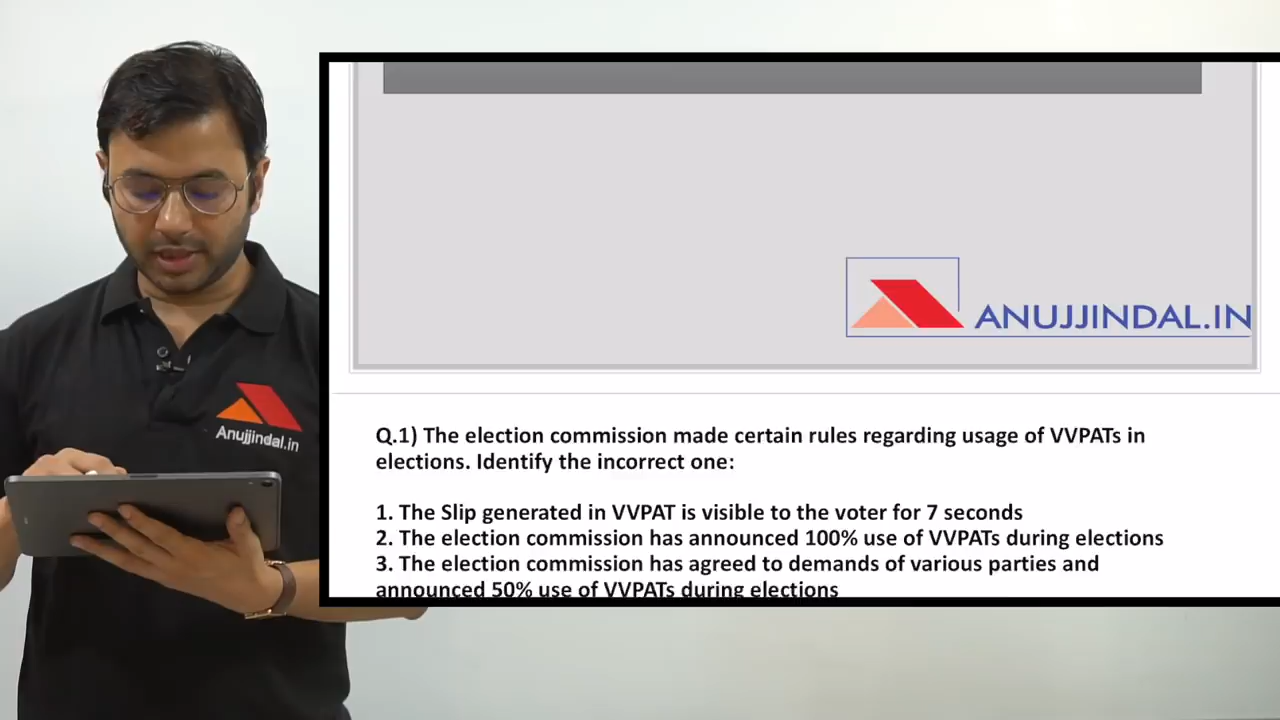 ANUJJINDAL.IN
Anujjindal.in
Q.1) The election commission made certain rules regarding usage of VVPATs in
elections. Identify the incorrect one:
1. The Slip generated in VVPAT is visible to the voter for 7 seconds
2. The election commission has announced 100% use of VVPATs during elections
3. The election commission has agreed to demands of various parties and
announced 50% use of VVPATs during elections